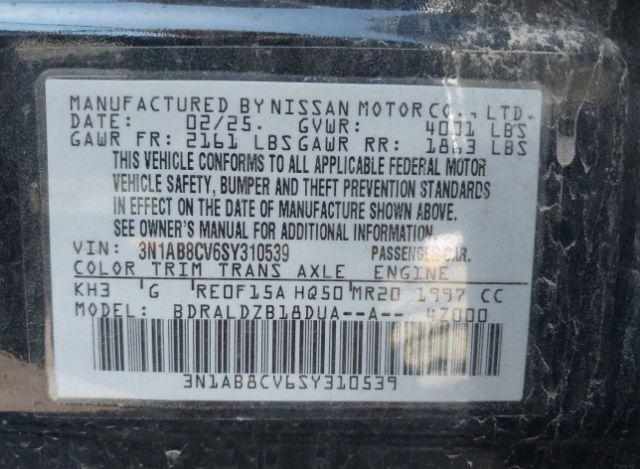 MANUFACTURED BY NISSAN MOTOR CO., LTD.
DATE: 02/25. GVWR: 4001 LBS
GAWR FR: 2161 LBS GAWR RR: 1863 LBS
THIS VEHICLE CONFORMS TO ALL APPLICABLE FEDERAL MOTOR
VEHICLE SAFETY, BUMPER AND THEFT PREVENTION STANDARDS
IN EFFECT ON THE DATE OF MANUFACTURE SHOWN ABOVE.
SEE OWNER'S MANUAL FOR ADDITIONAL INFORMATION.
VIN: 3N1AB8CV6SY310539 PASSENGER CAR.
COLOR TRIM TRANS AXLE ENGINE
KH3 G RE0F15A HQ50 MR20 1997 CC
MODEL: BDRALDZB18DUA--A-- 4Z000
3N1AB8CV6SY310539